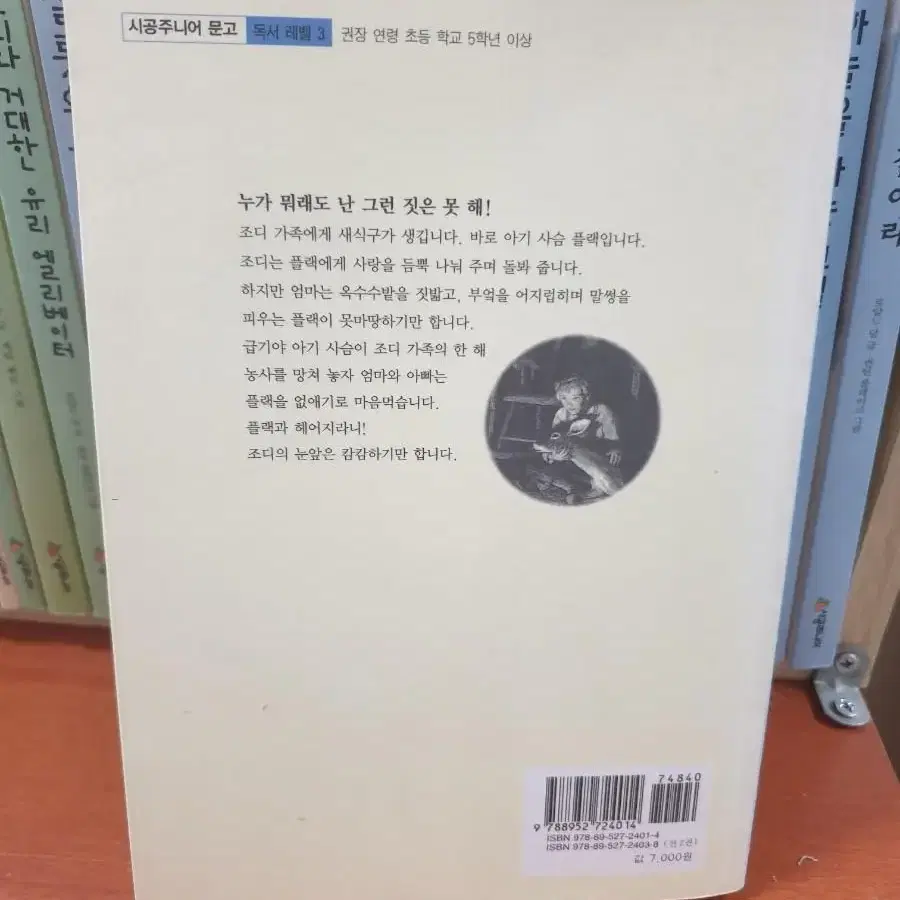 시공주니어 문고 독서 레벨 3 권장 연령 초등 학교 5학년 이상
누가 뭐래도 난 그런 짓은 못 해!
조디 가족에게 새식구가 생깁니다. 바로 아기 사슴 플랙입니다.
조디는 플랙에게 사랑을 듬뿍 나눠 주며 돌봐 줍니다.
하지만 엄마는 옥수수밭을 짓밟고, 부엌을 어지럽히며 말썽을
피우는 플랙이 못마땅하기만 합니다.
급기야 아기 사슴이 조디 가족의 한 해
농사를 망쳐 놓자 엄마와 아빠는
플랙을 없애기로 마음먹습니다.
플랙과 헤어지라니!
조디의 눈앞은 캄캄하기만 합니다.
74840
9 788952 724014
ISBN 978-89-527-2401-4
ISBN 978-89-527-2403-8 (전2권)
값 7,000원
거대한 유리 엘리베이터